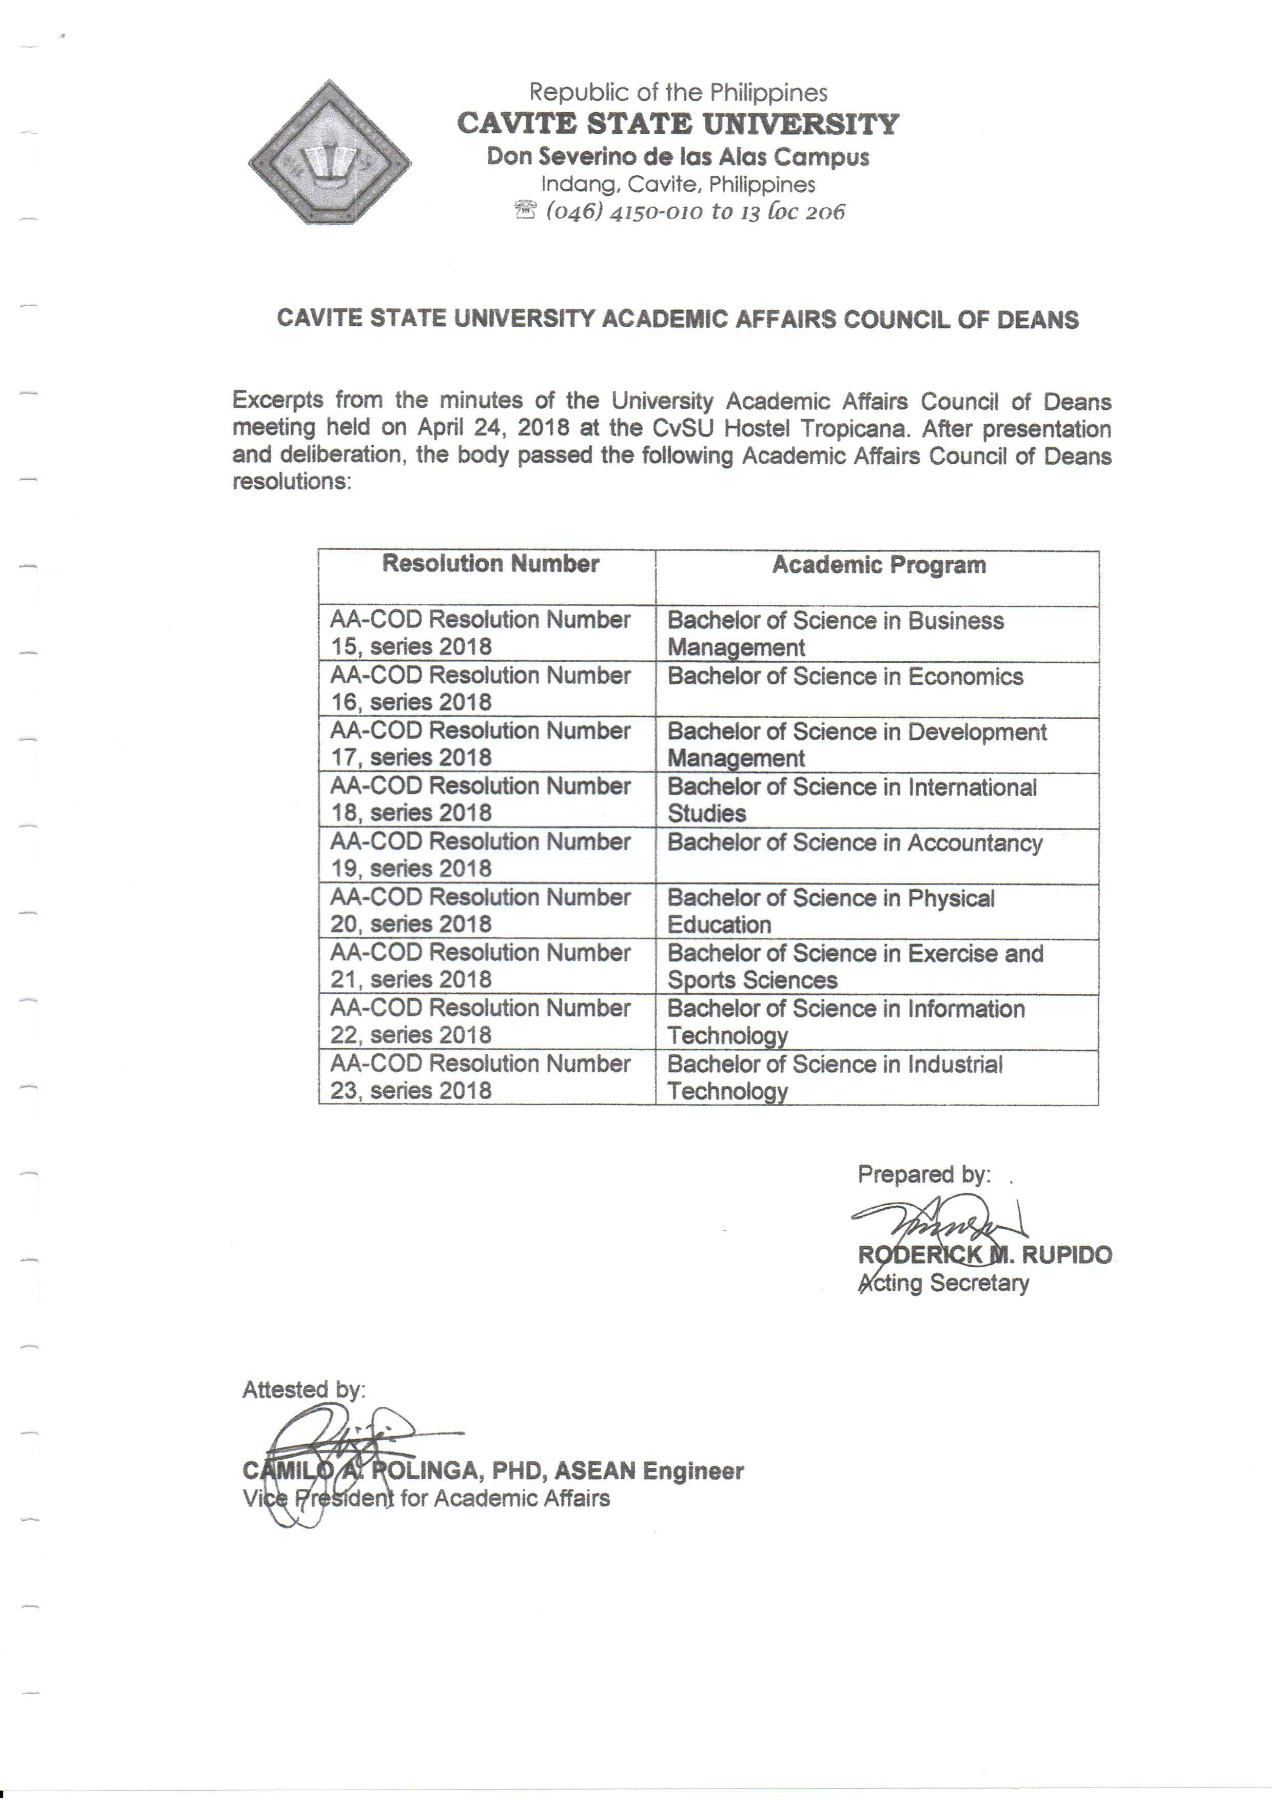 Republic of the Philippines
CAVITE STATE UNIVERSITY
Don Severino de las Alas Campus
Indang, Cavite, Philippines
☏ (046) 4150-010 to 13 loc 206
CAVITE STATE UNIVERSITY ACADEMIC AFFAIRS COUNCIL OF DEANS
Excerpts from the minutes of the University Academic Affairs Council of Deans
meeting held on April 24, 2018 at the CvSU Hostel Tropicana. After presentation
and deliberation, the body passed the following Academic Affairs Council of Deans
resolutions:
Resolution Number
Academic Program
AA-COD Resolution Number
15, series 2018
Bachelor of Science in Business
Management
AA-COD Resolution Number
16, series 2018
Bachelor of Science in Economics
AA-COD Resolution Number
17, series 2018
Bachelor of Science in Development
Management
AA-COD Resolution Number
18, series 2018
Bachelor of Science in International
Studies
AA-COD Resolution Number
19, series 2018
Bachelor of Science in Accountancy
AA-COD Resolution Number
20, series 2018
Bachelor of Science in Physical
Education
AA-COD Resolution Number
21, series 2018
Bachelor of Science in Exercise and
Sports Sciences
AA-COD Resolution Number
22, series 2018
Bachelor of Science in Information
Technology
AA-COD Resolution Number
23, series 2018
Bachelor of Science in Industrial
Technology
Prepared by:
RODERICK M. RUPIDO
Acting Secretary
Attested by:
CAMILO A. POLINGA, PHD, ASEAN Engineer
Vice President for Academic Affairs